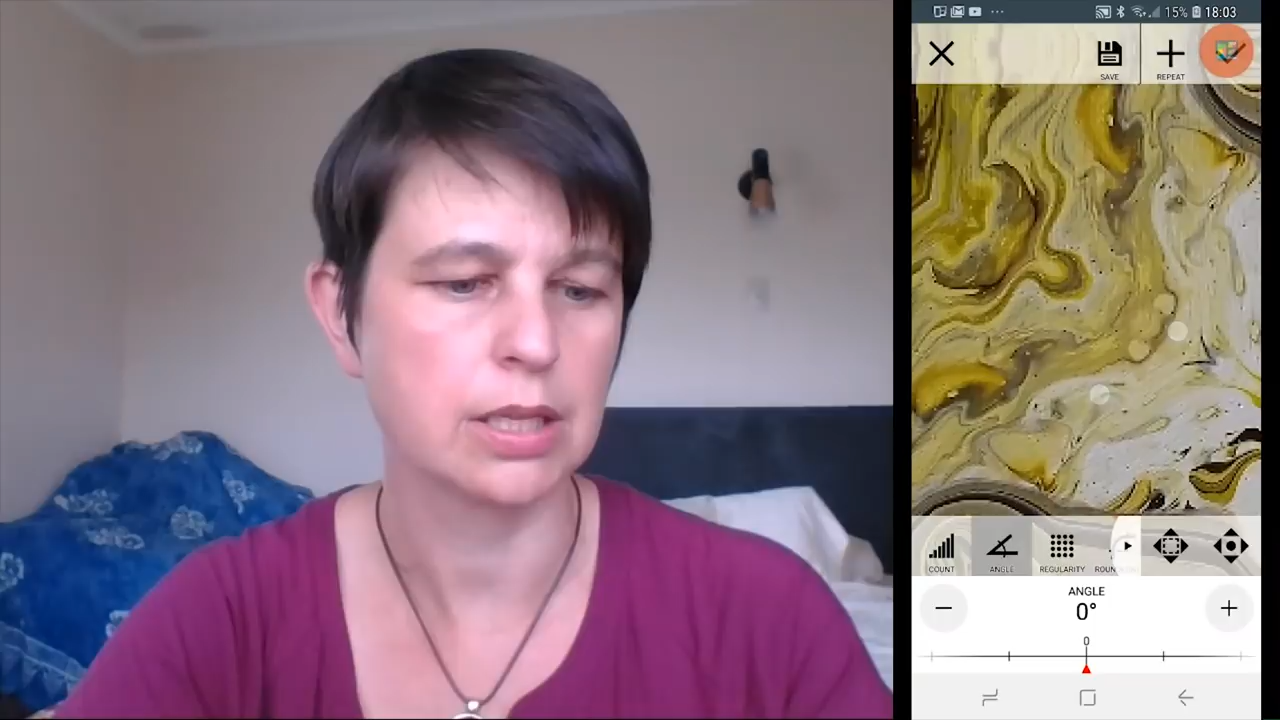 15% 18:03
SAVE
REPEAT
COUNT
ANGLE
REGULARITY
ANGLE
0°
0